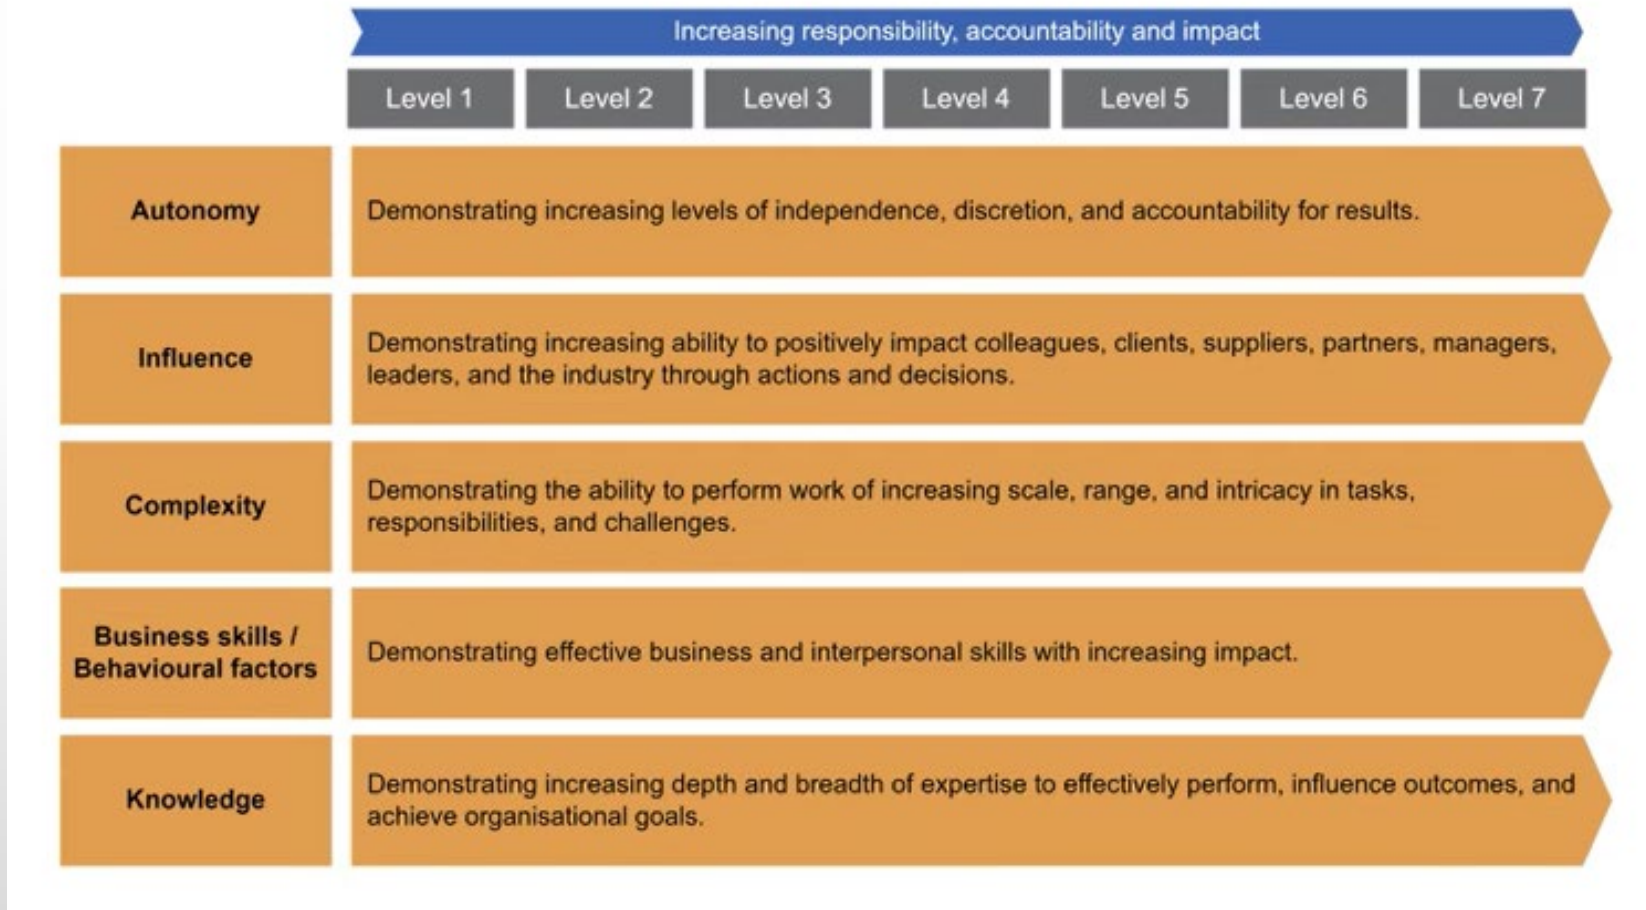 Increasing responsibility, accountability and impact
Level 1
Level 2
Level 3
Level 4
Level 5
Level 6
Level 7
Autonomy
Demonstrating increasing levels of independence, discretion, and accountability for results.
Influence
Demonstrating increasing ability to positively impact colleagues, clients, suppliers, partners, managers,
leaders, and the industry through actions and decisions.
Complexity
Demonstrating the ability to perform work of increasing scale, range, and intricacy in tasks,
responsibilities, and challenges.
Business skills /
Behavioural factors
Demonstrating effective business and interpersonal skills with increasing impact.
Knowledge
Demonstrating increasing depth and breadth of expertise to effectively perform, influence outcomes, and
achieve organisational goals.